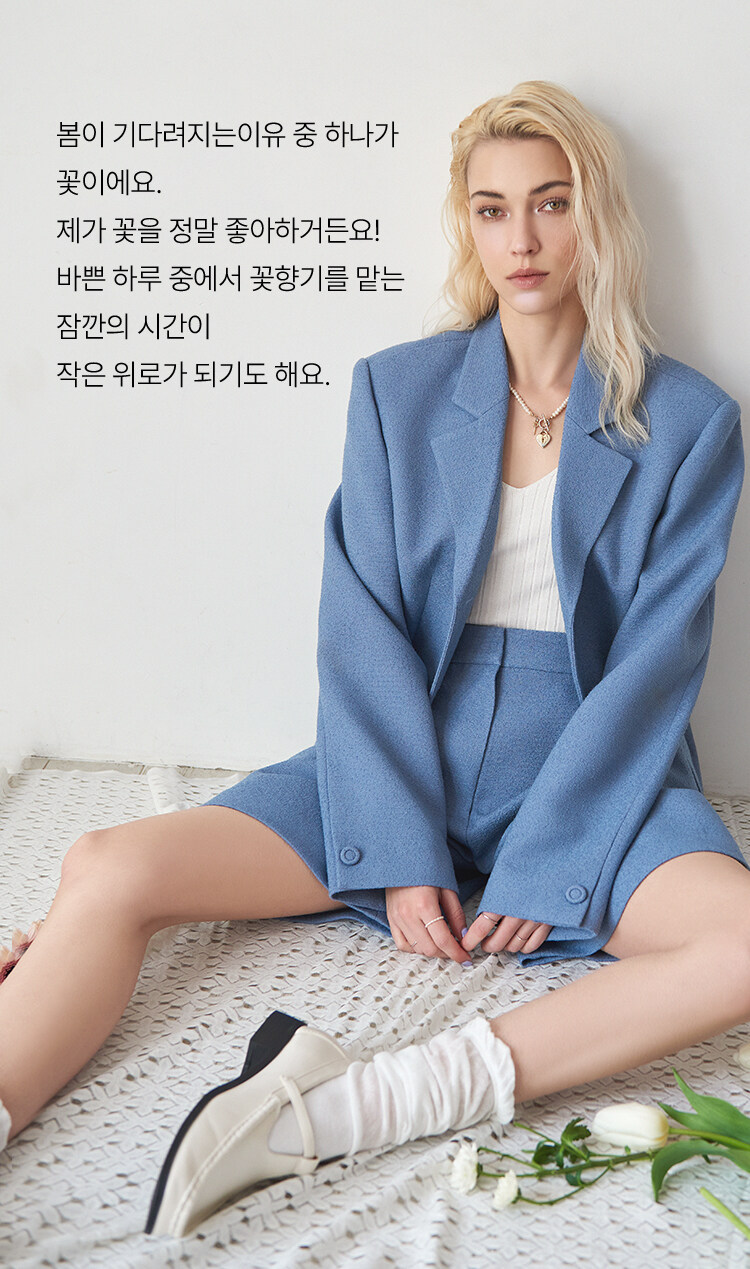 봄이 기다려지는이유 중 하나가
꽃이에요.
제가 꽃을 정말 좋아하거든요!
바쁜 하루 중에서 꽃향기를 맡는
잠깐의 시간이
작은 위로가 되기도 해요.